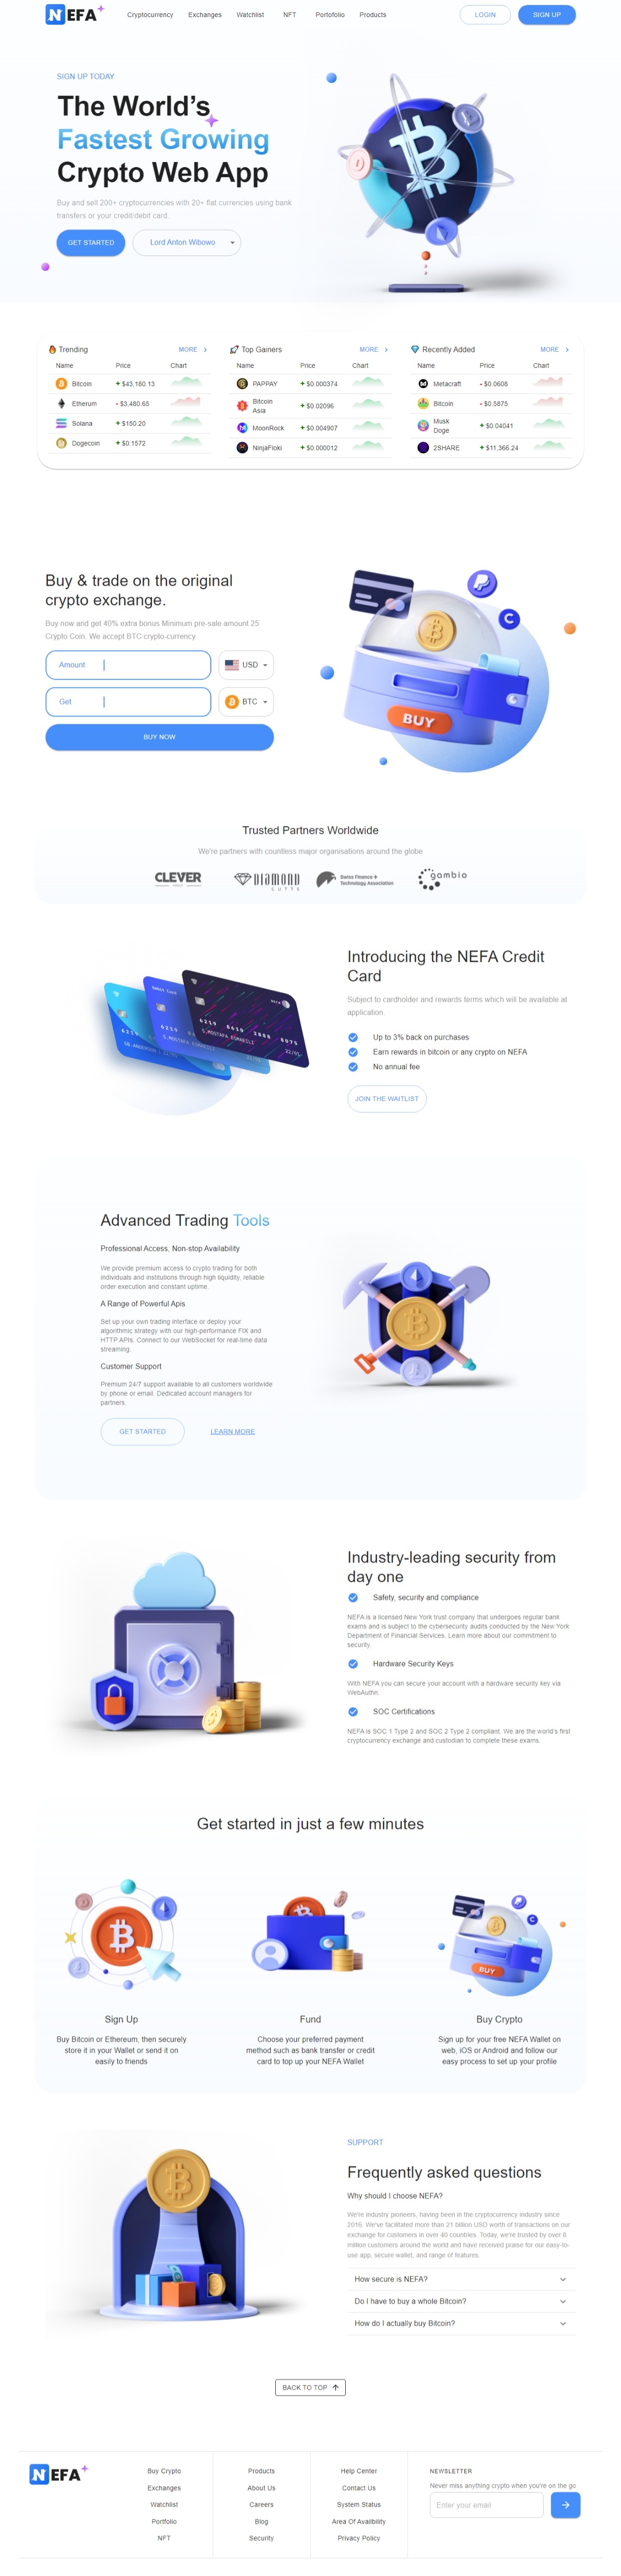 NEFA
Cryptocurrency Exchanges Watchlist NFT Portofolio Products
LOGIN SIGN UP
SIGN UP TODAY
The World's
Fastest Growing
Crypto Web App
Buy and sell 200+ cryptocurrencies with 20+ flat currencies using bank
transfers or your credit/debit card.
GET STARTED Lord Anton Wibowo
Trending MORE
Name Price Chart
Bitcoin + $43,180.13
Etherum - $3,480.65
Solana + $150.20
Dogecoin + $0.1572
Top Gainers MORE
Name Price Chart
PAPPAY + $0.000374
Bitcoin
Asia + $0.02096
MoonRock + $0.004907
NinjaFloki + $0.000012
Recently Added MORE
Name Price Chart
Metacraft - $0.0608
Bitcoin - $0.5875
Musk
Doge + $0.04041
2SHARE + $11,366.24
Buy & trade on the original
crypto exchange.
Buy now and get 40% extra bonus Minimum pre-sale amount 25
Crypto Coin. We accept BTC crypto-currency
Amount USD
Get BTC
BUY NOW
BUY
Trusted Partners Worldwide
We're partners with countless major organisations around the globe
CLEVER
DIAMOND
CUTTS
Swiss Finance +
Technology Association
gambio
Debit Card
Introducing the NEFA Credit
Card
Subject to cardholder and rewards terms which will be available at
application.
Up to 3% back on purchases
Earn rewards in bitcoin or any crypto on NEFA
No annual fee
JOIN THE WAITLIST
Advanced Trading Tools
Professional Access, Non-stop Availability
We provide premium access to crypto trading for both
individuals and institutions through high liquidity, reliable
order execution and constant uptime.
A Range of Powerful Apis
Set up your own trading interface or deploy your
algorithmic strategy with our high-performance FIX and
HTTP APIs. Connect to our WebSocket for real-time data
streaming.
Customer Support
Premium 24/7 support available to all customers worldwide
by phone or email. Dedicated account managers for
partners.
GET STARTED LEARN MORE
Industry-leading security from
day one
Safety, security and compliance
NEFA is a licensed New York trust company that undergoes regular bank
exams and is subject to the cybersecurity audits conducted by the New York
Department of Financial Services. Learn more about our commitment to
security.
Hardware Security Keys
With NEFA you can secure your account with a hardware security key via
WebAuthn.
SOC Certifications
NEFA is SOC 1 Type 2 and SOC 2 Type 2 compliant. We are the world's first
cryptocurrency exchange and custodian to complete these exams.
Get started in just a few minutes
BUY
Sign Up
Buy Bitcoin or Ethereum, then securely
store it in your Wallet or send it on
easily to friends
Fund
Choose your preferred payment
method such as bank transfer or credit
card to top up your NEFA Wallet
Buy Crypto
Sign up for your free NEFA Wallet on
web, iOS or Android and follow our
easy process to set up your profile
SUPPORT
Frequently asked questions
Why should I choose NEFA?
We're industry pioneers, having been in the cryptocurrency industry since
2016. We've facilitated more than 21 billion USD worth of transactions on our
exchange for customers in over 40 countries. Today, we're trusted by over 8
million customers around the world and have received praise for our easy-to-
use app, secure wallet, and range of features.
How secure is NEFA?
Do I have to buy a whole Bitcoin?
How do I actually buy Bitcoin?
BACK TO TOP
NEFA
Buy Crypto
Exchanges
Watchlist
Portfolio
NFT
Products
About Us
Careers
Blog
Security
Help Center
Contact Us
System Status
Area Of Availibility
Privacy Policy
NEWSLETTER
Never miss anything crypto when you're on the go
Enter your email